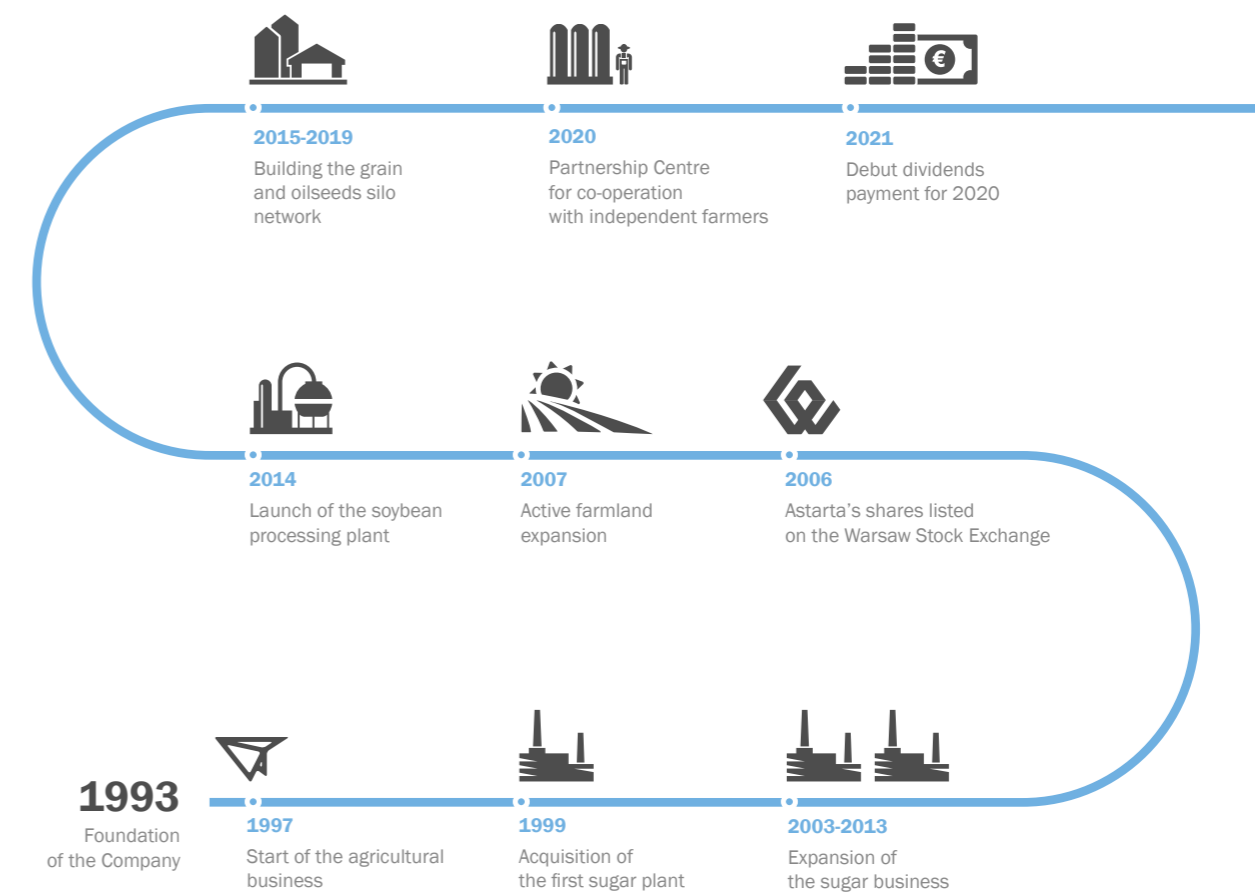 2015-2019
Building the grain
and oilseeds silo
network
2020
Partnership Centre
for co-operation
with independent farmers
€
2021
Debut dividends
payment for 2020
2014
Launch of the soybean
processing plant
2007
Active farmland
expansion
2006
Astarta’s shares listed
on the Warsaw Stock Exchange
1993
Foundation
of the Company
1997
Start of the agricultural
business
1999
Acquisition of
the first sugar plant
2003-2013
Expansion of
the sugar business